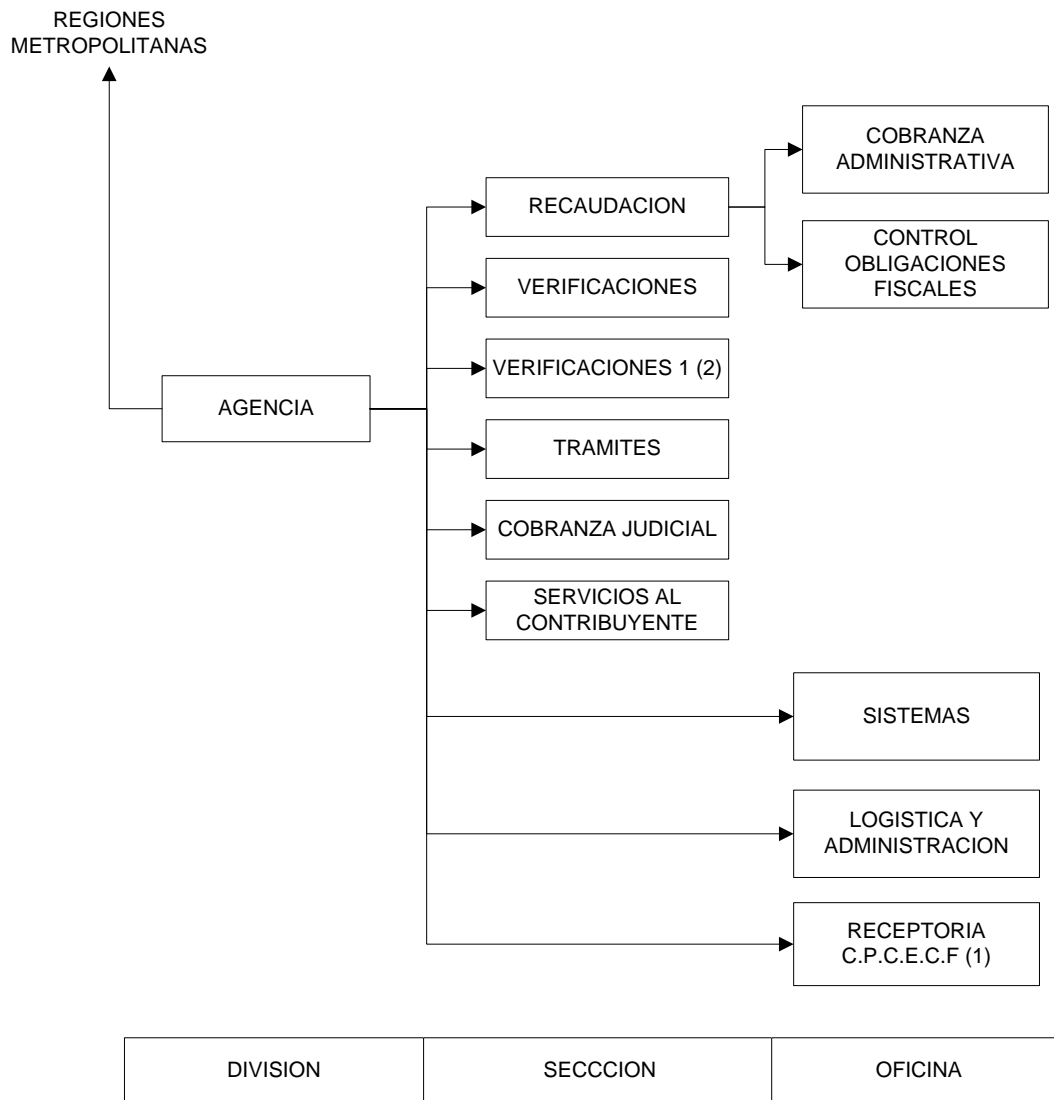 REGIONES
METROPOLITANAS
COBRANZA
ADMINISTRATIVA
RECAUDACION
CONTROL
OBLIGACIONES
FISCALES
VERIFICACIONES
VERIFICACIONES 1 (2)
AGENCIA
TRAMITES
COBRANZA JUDICIAL
SERVICIOS AL
CONTRIBUYENTE
SISTEMAS
LOGISTICA Y
ADMINISTRACION
RECEPTORIA
C.P.C.E.C.F (1)
DIVISION
SECCCION
OFICINA